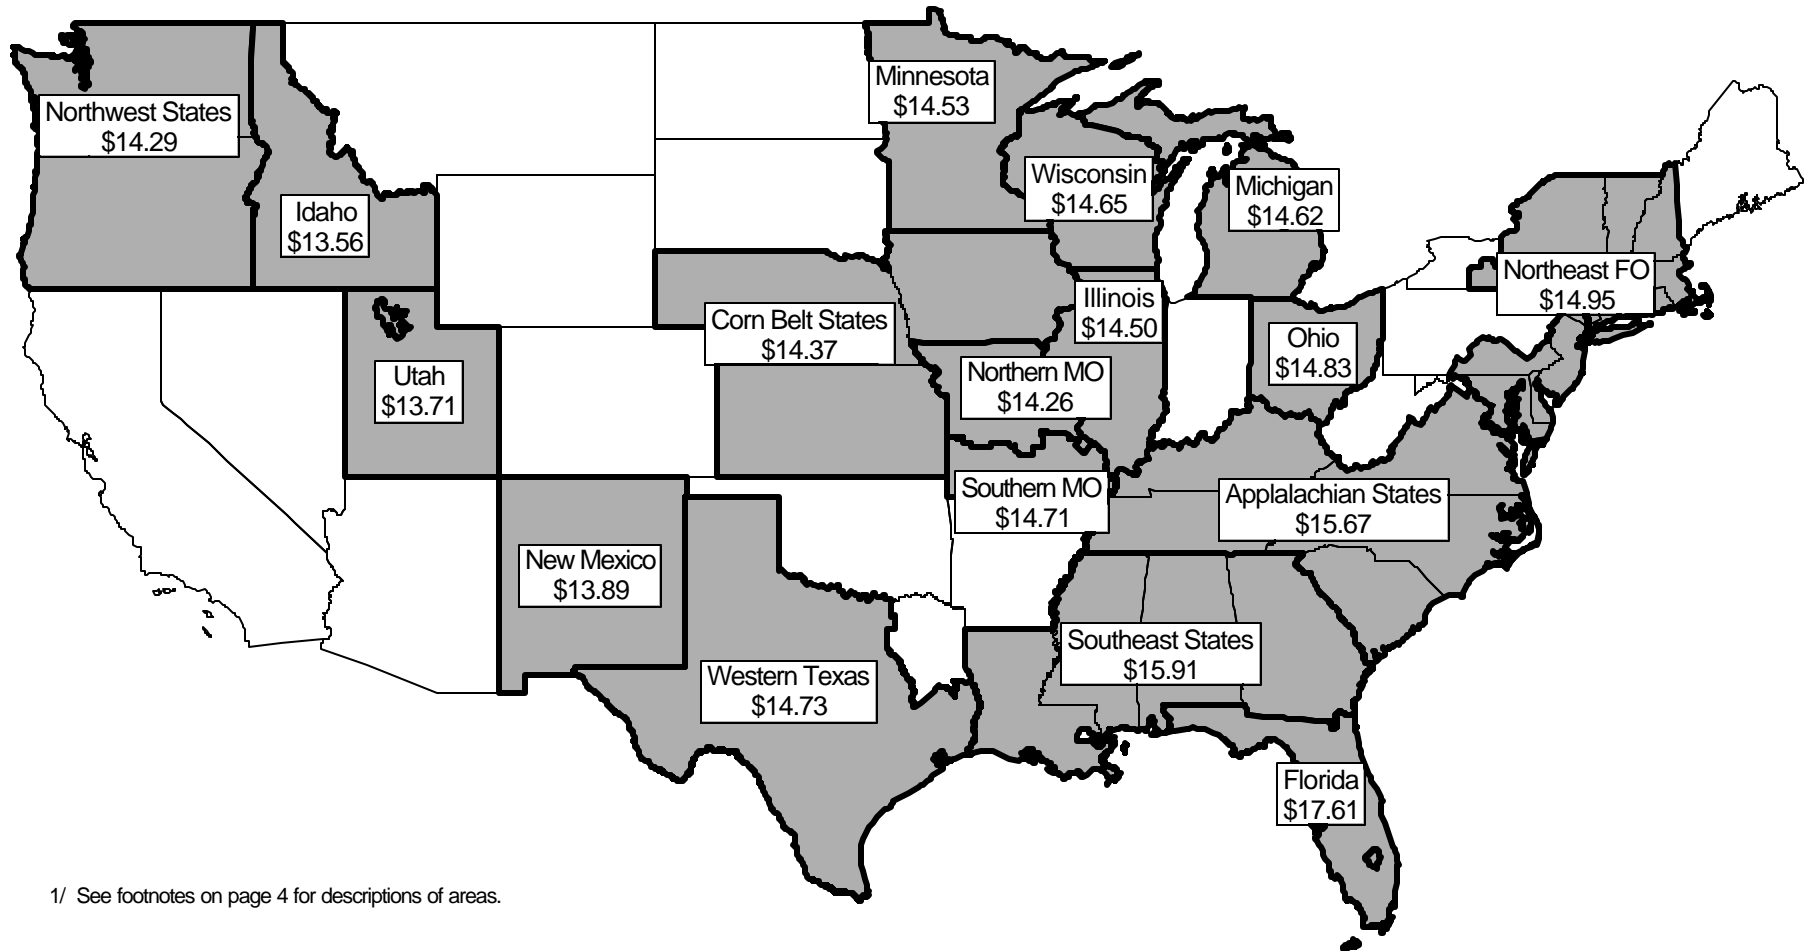 Minnesota
$14.53
Northwest States
$14.29
Wisconsin
$14.65
Michigan
$14.62
Idaho
$13.56
Northeast FO
$14.95
Illinois
$14.50
Corn Belt States
$14.37
Ohio
$14.83
Utah
$13.71
Northern MO
$14.26
Southern MO
$14.71
Applalachian States
$15.67
New Mexico
$13.89
Southeast States
$15.91
Western Texas
$14.73
Florida
$17.61
1/ See footnotes on page 4 for descriptions of areas.